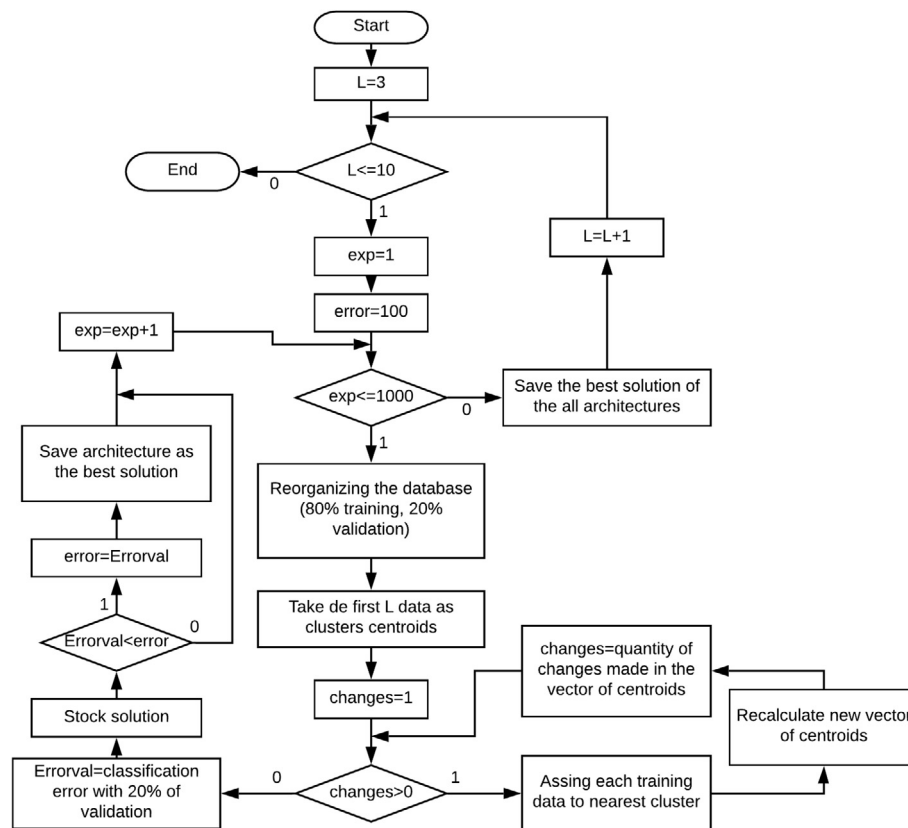 Start
L=3
L<=10
0
End
1
exp=1
L=L+1
error=100
exp=exp+1
exp<=1000
0
Save the best solution of
the all architectures
1
Save architecture as
the best solution
Reorganizing the database
(80% training, 20%
validation)
error=Errorval
Take de first L data as
clusters centroids
1
0
Errorval<error
changes=quantity of
changes made in the
vector of centroids
changes=1
Stock solution
Recalculate new vector
of centroids
Errorval=classification
error with 20% of
validation
0
changes>0
1
Assing each training
data to nearest cluster